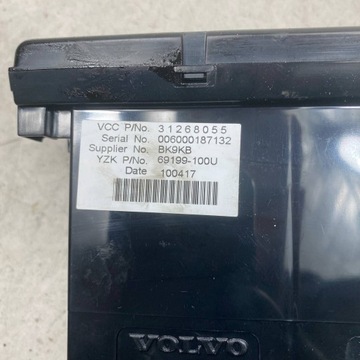 VCC P/No. 31268055
Serial No. 006000187132
Supplier No. BK9KB
YZK P/No. 69199-100U
Date 100417
VOLVO